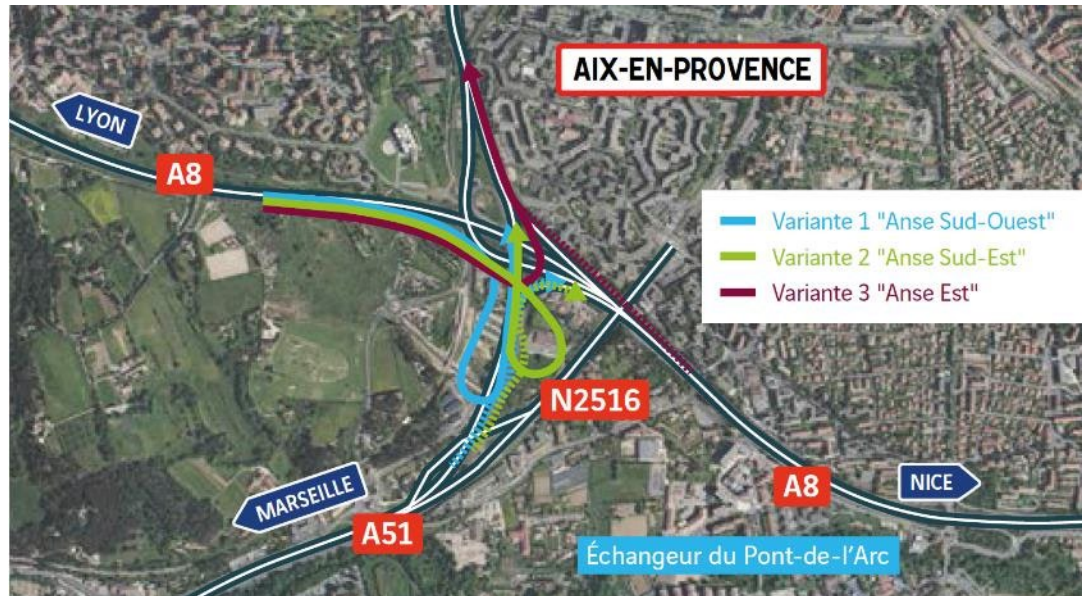 AIX-EN-PROVENCE
LYON
A8
Variante 1 "Anse Sud-Ouest"
Variante 2 "Anse Sud-Est"
Variante 3 "Anse Est"
N2516
MARSEILLE
A8
NICE
A51
Échangeur du Pont-de-l'Arc